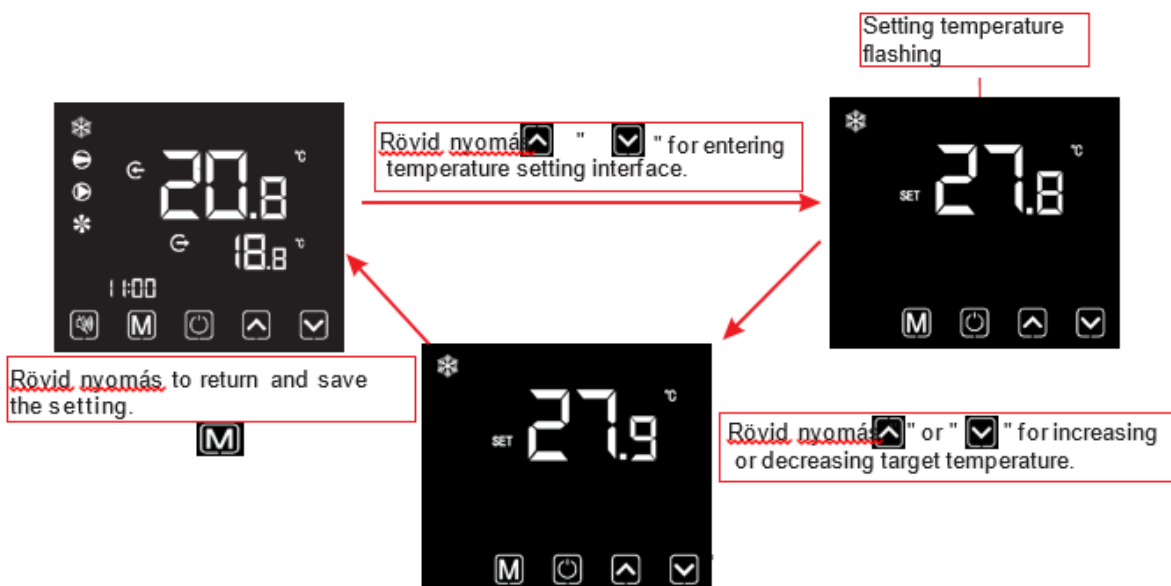 Setting temperature
flashing
Rövid nyomás " " for entering
temperature setting interface.
20.8 °C
18.8 °C
11:00
M
SET 27.8 °C
M
Rövid nyomás to return and save
the setting.
M
SET 27.9 °C
M
Rövid nyomás " or " " for increasing
or decreasing target temperature.